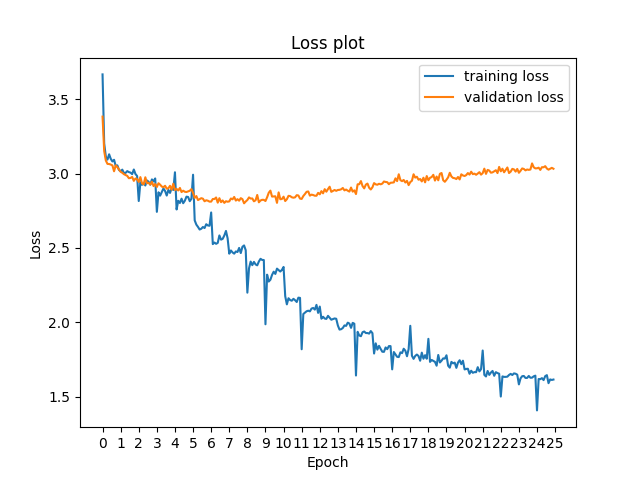 Loss plot
training loss
validation loss
Loss
3.5
3.0
2.5
2.0
1.5
0 1 2 3 4 5 6 7 8 9 10 11 12 13 14 15 16 17 18 19 20 21 22 23 24 25
Epoch